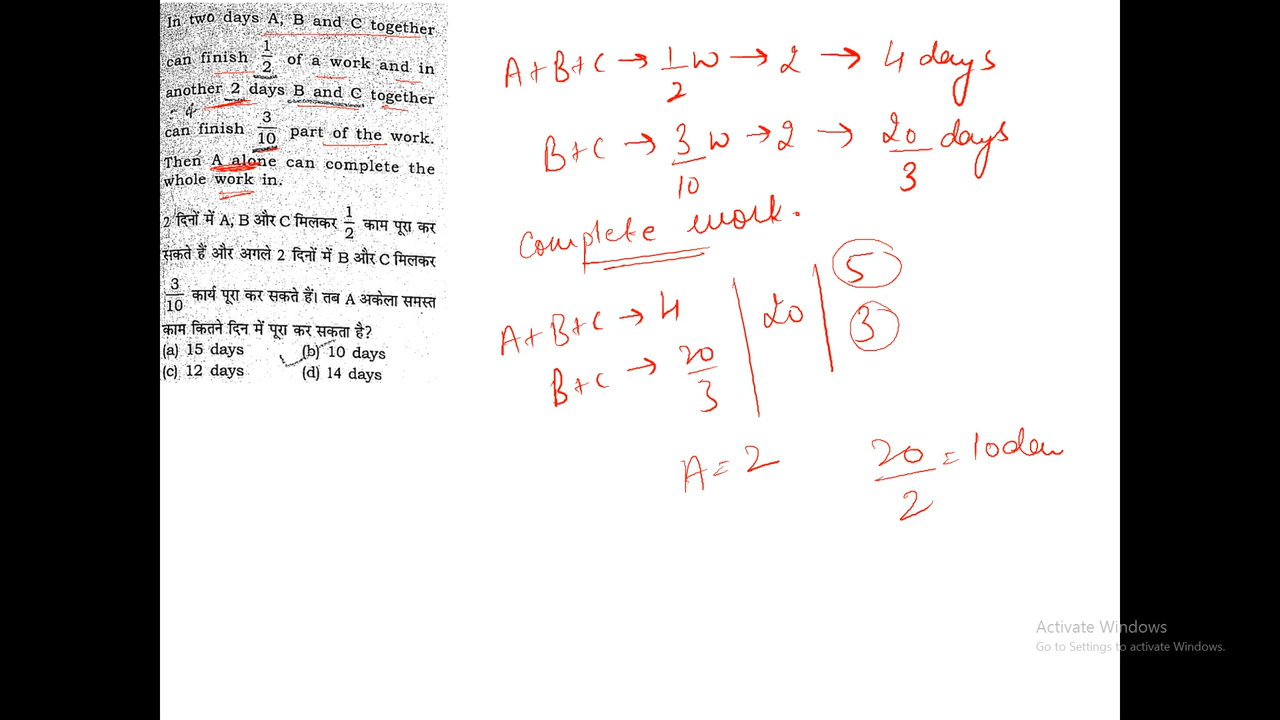 In two days A, B and C together
can finish 1/2 of a work and in
another 2 days B and C together
can finish 3/10 part of the work.
Then A alone can complete the
whole work in.
2 दिनों में A, B और C मिलकर 1/2 काम पूरा कर
सकते हैं और अगले 2 दिनों में B और C मिलकर
3/10 कार्य पूरा कर सकते हैं। तब A अकेला समस्त
काम कितने दिन में पूरा कर सकता है?
(a) 15 days (b) 10 days
(c) 12 days (d) 14 days
A+B+C → 1/2 w → 2 → 4 days
B+C → 3/10 w → 2 → 20/3 days
Complete work.
A+B+C → 4 | 20 | 5
B+C → 20/3 3
A = 2 20/2 = 10
Activate Windows
Go to Settings to activate Windows.